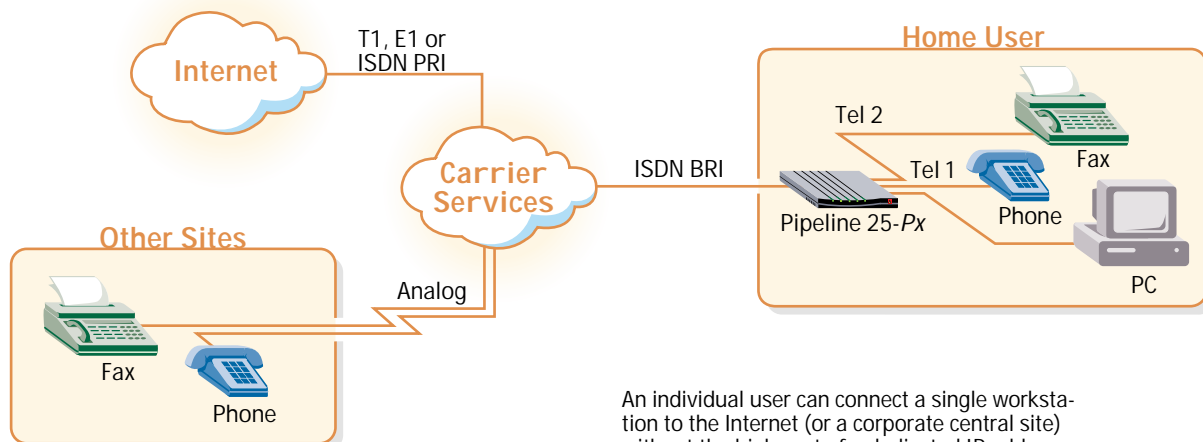 Internet
T1, E1 or
ISDN PRI
Carrier
Services
ISDN BRI
Home User
Tel 2
Fax
Tel 1
Phone
Pipeline 25-Px
PC
Other Sites
Analog
Fax
Phone
An individual user can connect a single worksta-
tion to the Internet (or a corporate central site)